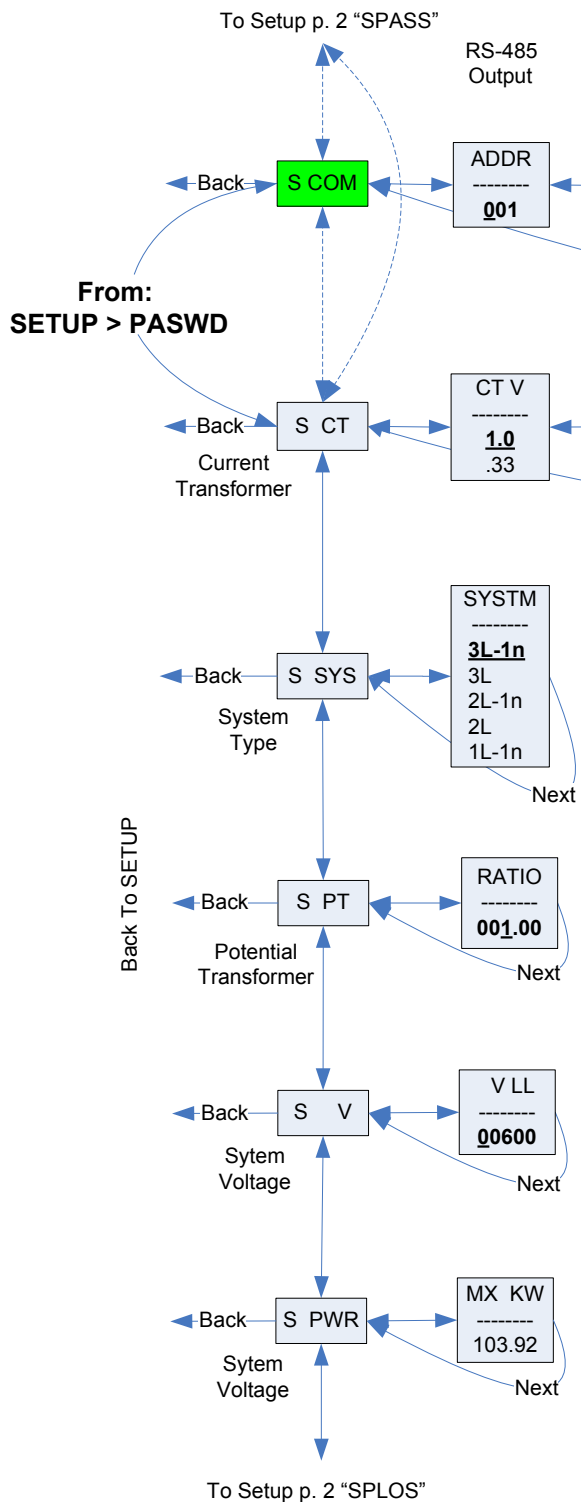 To Setup p. 2 “SPASS”
RS-485
Output
Back
S COM
ADDR
--------
001
From:
SETUP > PASWD
Back
S CT
Current
Transformer
CT V
--------
1.0
.33
Back
S SYS
System
Type
SYSTM
--------
3L-1n
3L
2L-1n
2L
1L-1n
Next
Back To SETUP
Back
S PT
Potential
Transformer
RATIO
--------
001.00
Next
Back
S V
Sytem
Voltage
V LL
--------
00600
Next
Back
S PWR
Sytem
Voltage
MX KW
--------
103.92
Next
To Setup p. 2 “SPLOS”